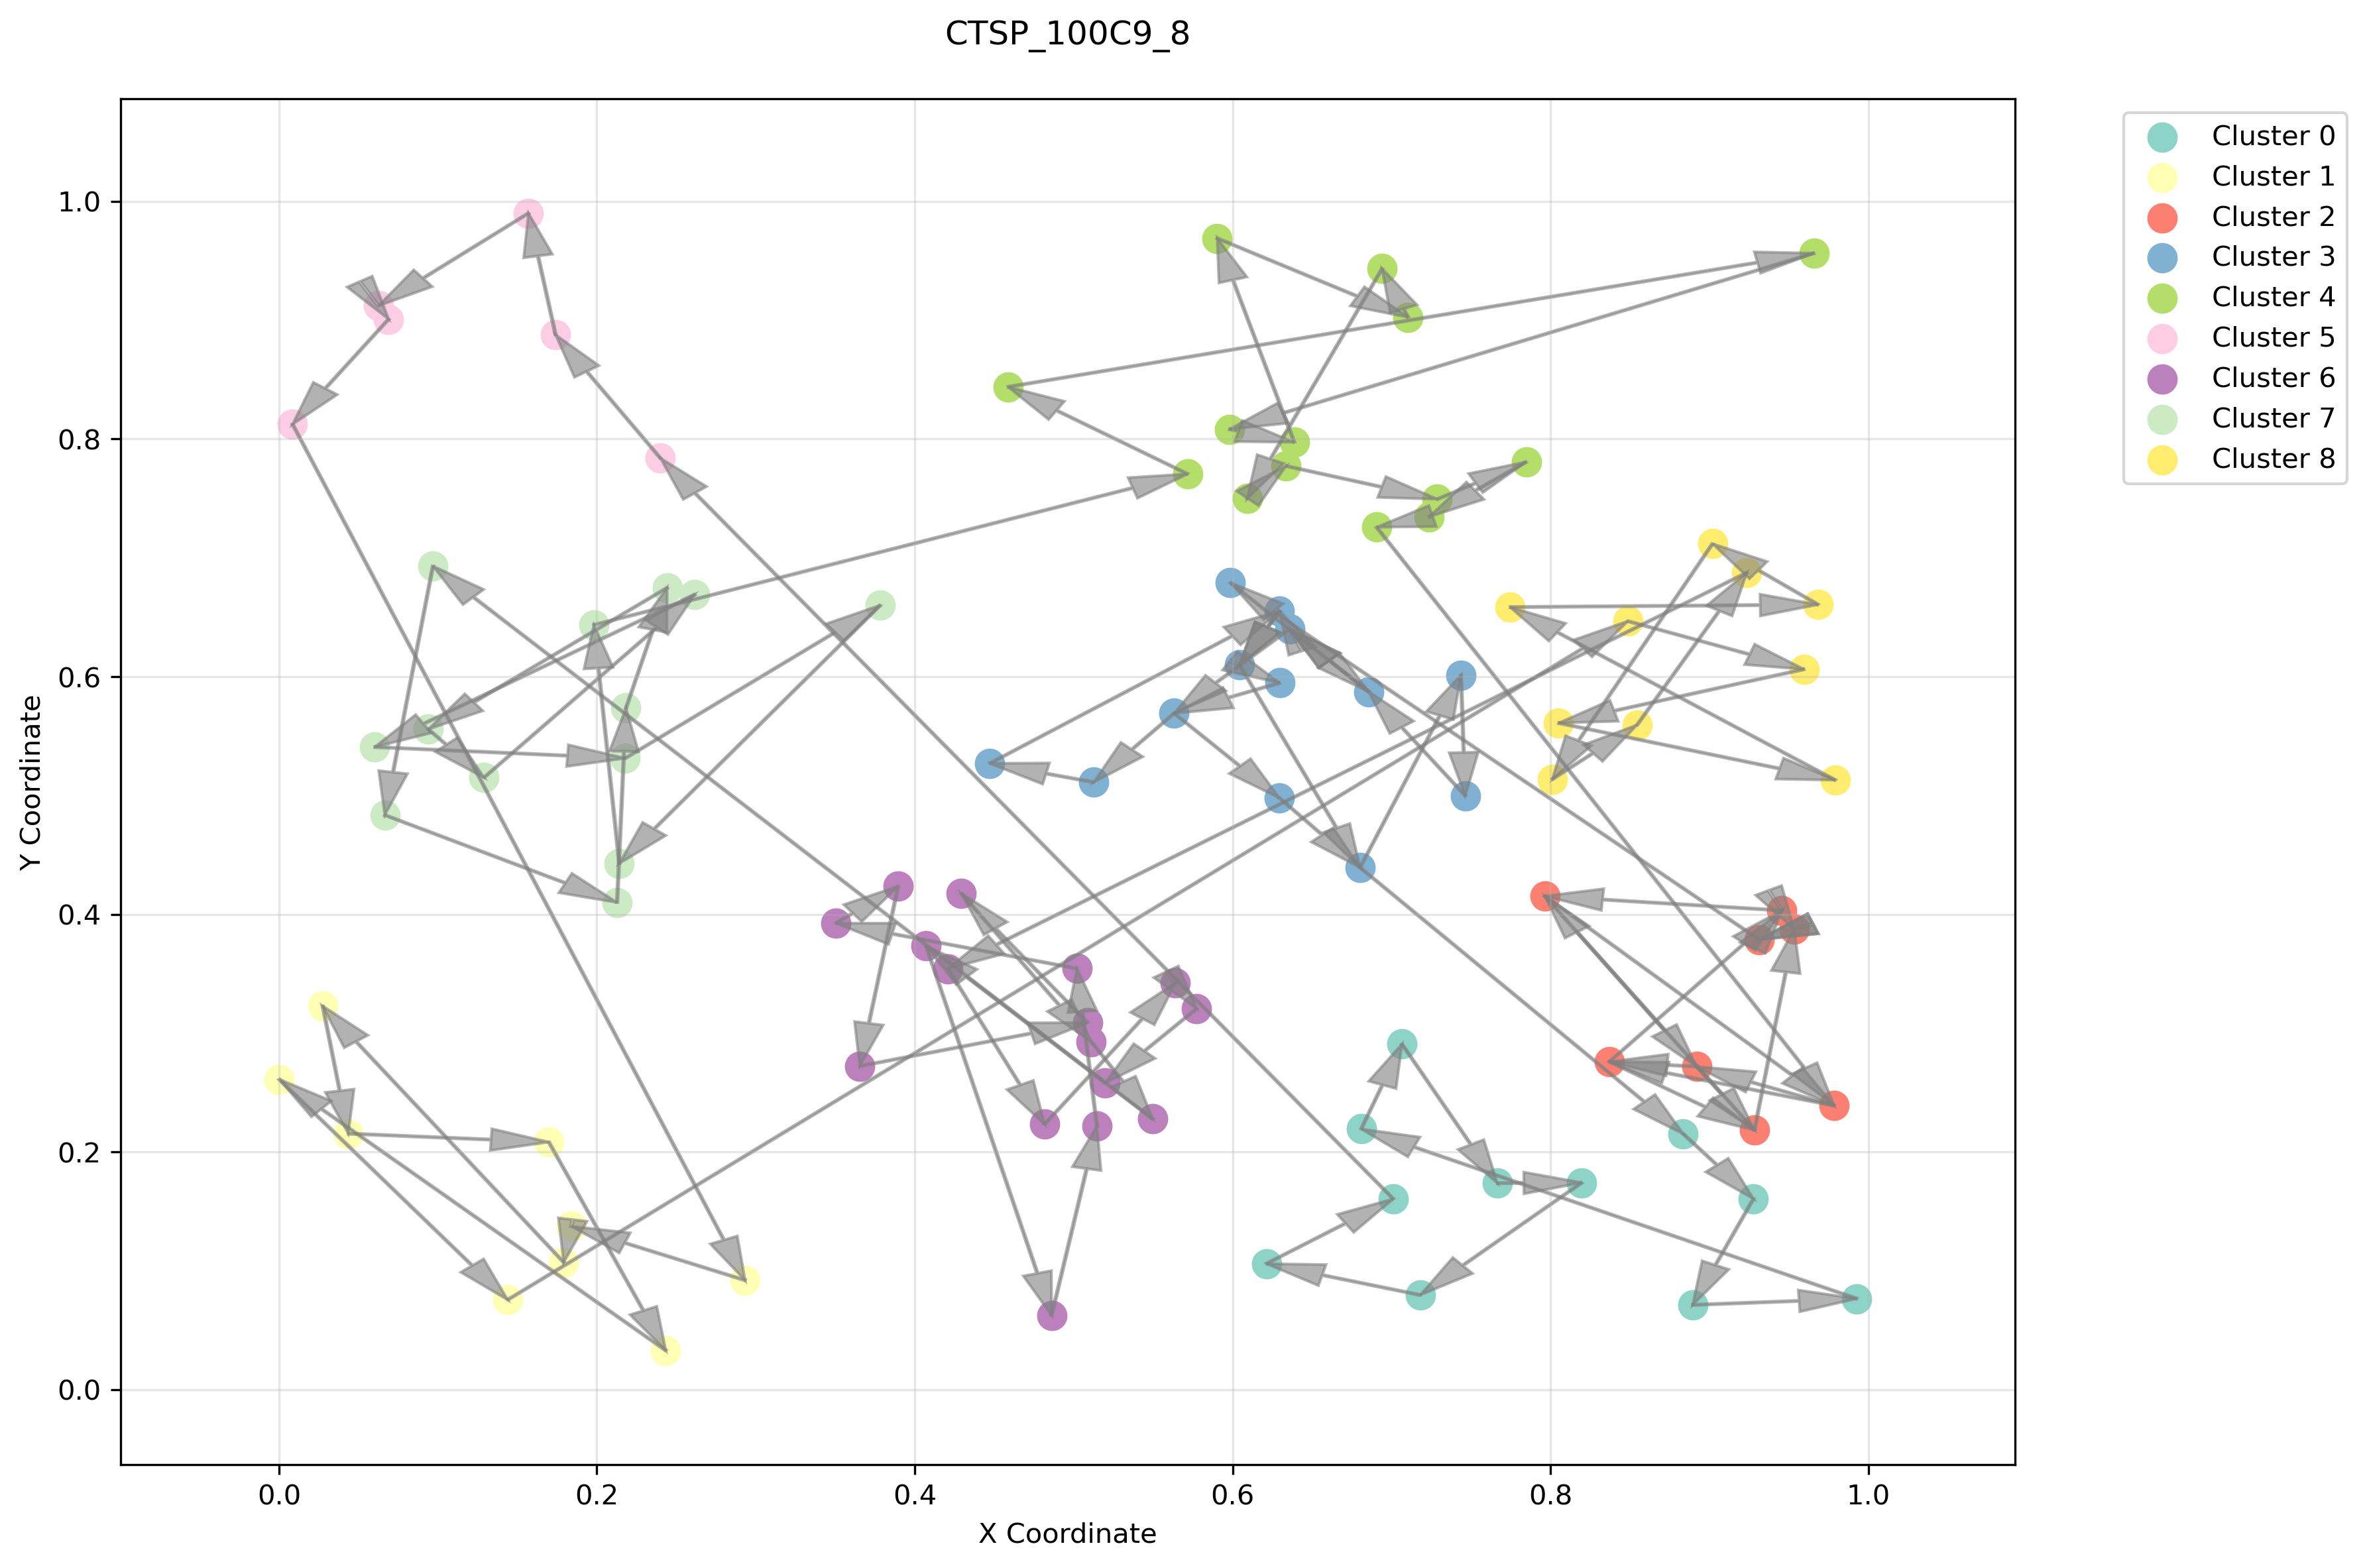 CTSP_100C9_8
Cluster 0
Cluster 1
Cluster 2
Cluster 3
Cluster 4
Cluster 5
Cluster 6
Cluster 7
Cluster 8
Y Coordinate
1.0
0.8
0.6
0.4
0.2
0.0
0.0 0.2 0.4 0.6 0.8 1.0
X Coordinate